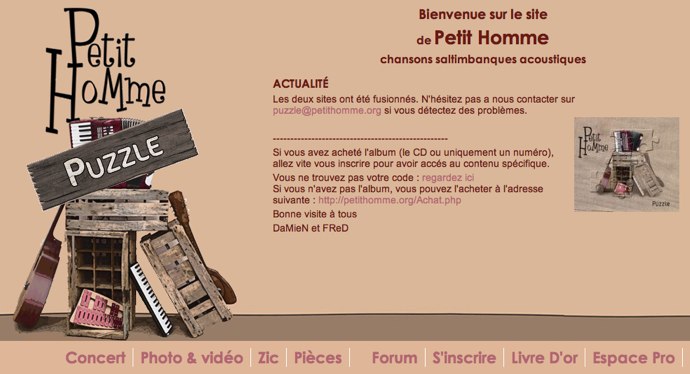 Petit
Homme
PUZZLE
Bienvenue sur le site
de Petit Homme
chansons saltimbanques acoustiques
ACTUALITÉ
Les deux sites ont été fusionnés. N'hésitez pas a nous contacter sur
puzzle@petithomme.org si vous détectez des problèmes.
--------------------------------------------------
Si vous avez acheté l'album (le CD ou uniquement un numéro),
allez vite vous inscrire pour avoir accés au contenu spécifique.
Vous ne trouvez pas votre code : regardez ici
Si vous n'avez pas l'album, vous pouvez l'acheter à l'adresse
suivante : http://petithomme.org/Achat.php
Bonne visite à tous
DaMieN et FReD
Petit
Homme
Puzzle
Concert Photo & vidéo Zic Pièces Forum S'inscrire Livre D'or Espace Pro